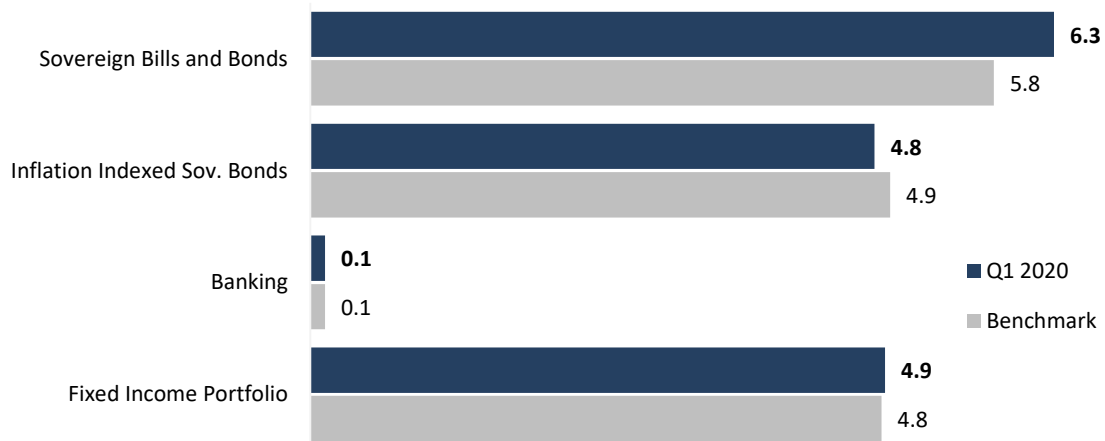 Sovereign Bills and Bonds
6.3
5.8
Inflation Indexed Sov. Bonds
4.8
4.9
Banking
0.1
0.1
Q1 2020
Benchmark
Fixed Income Portfolio
4.9
4.8